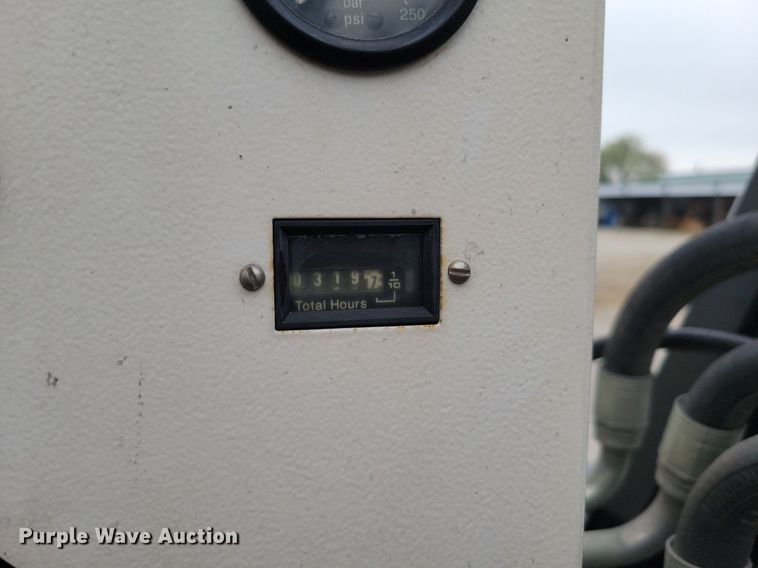 bar
psi
250
0 3 1 9 7 1/10
Total Hours
Purple Wave Auction